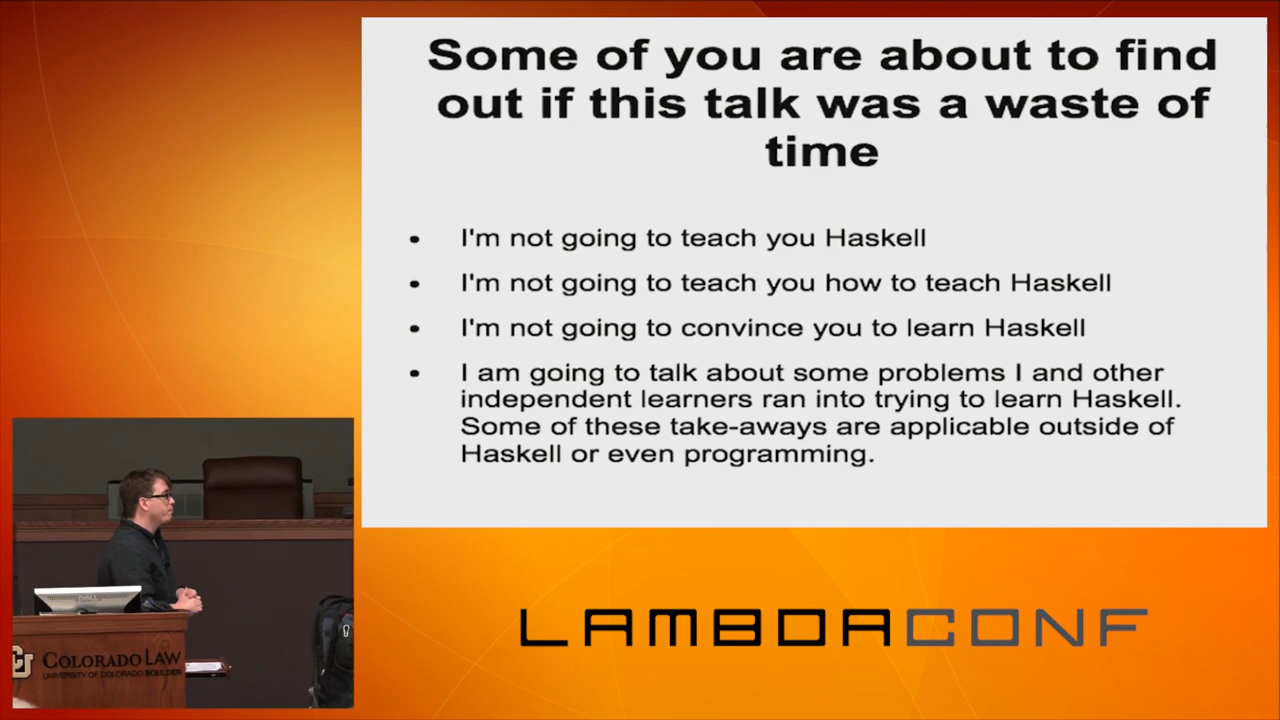 Some of you are about to find
out if this talk was a waste of
time
• I'm not going to teach you Haskell
• I'm not going to teach you how to teach Haskell
• I'm not going to convince you to learn Haskell
• I am going to talk about some problems I and other
independent learners ran into trying to learn Haskell.
Some of these take-aways are applicable outside of
Haskell or even programming.
LAMBDACONF
CU COLORADO LAW
UNIVERSITY OF COLORADO BOULDER